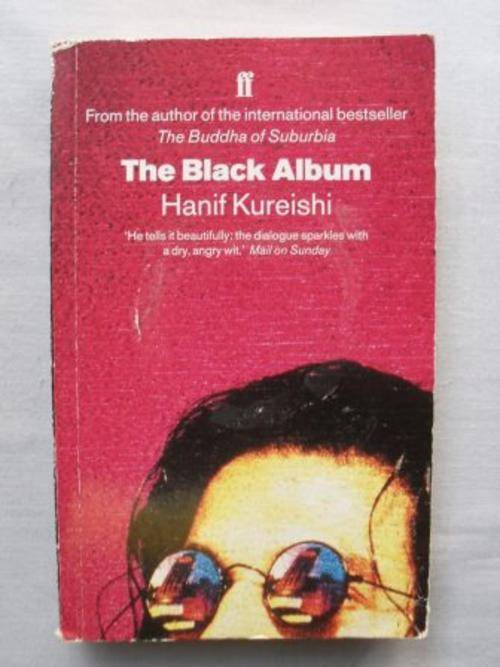 ff
From the author of the international bestseller
The Buddha of Suburbia
The Black Album
Hanif Kureishi
'He tells it beautifully: the dialogue sparkles with
a dry, angry wit.' Mail on Sunday